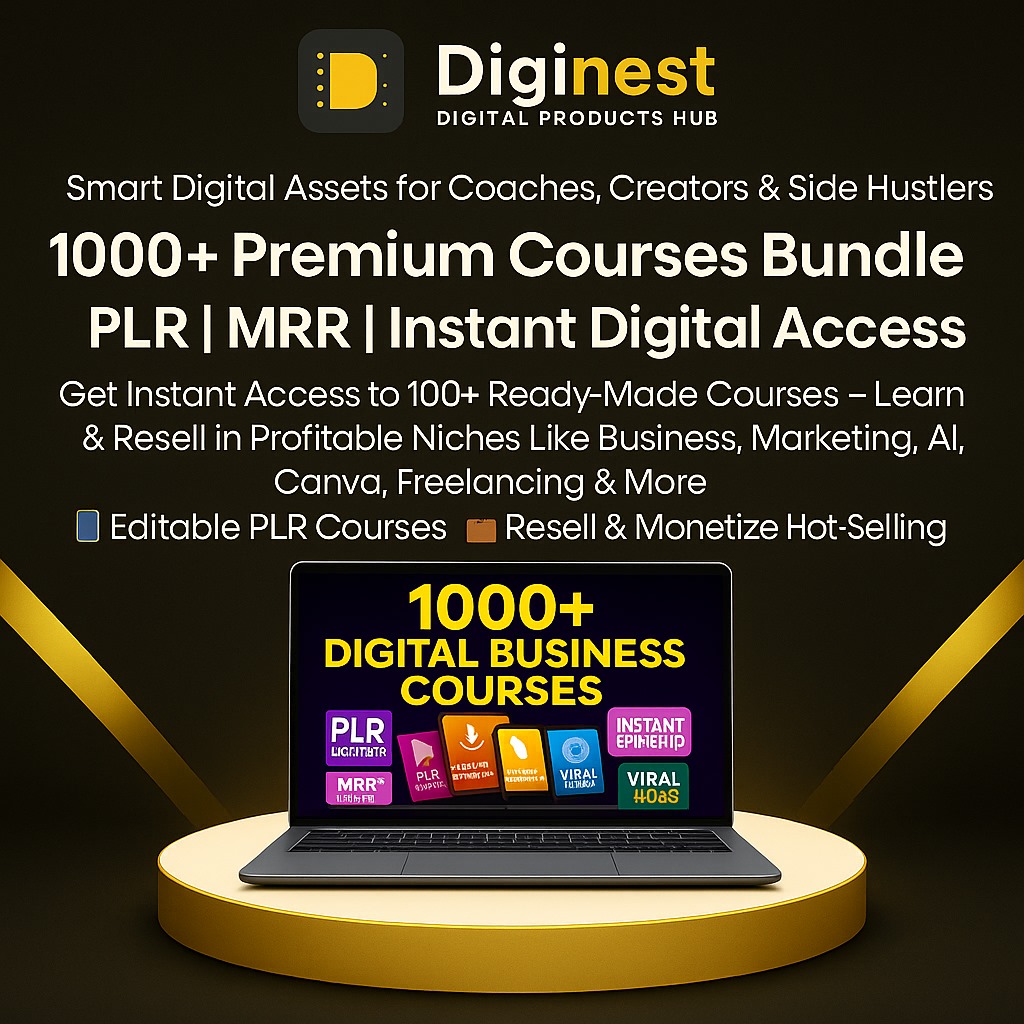 Diginest
DIGITAL PRODUCTS HUB
Smart Digital Assets for Coaches, Creators & Side Hustlers
1000+ Premium Courses Bundle
PLR | MRR | Instant Digital Access
Get Instant Access to 100+ Ready-Made Courses – Learn
& Resell in Profitable Niches Like Business, Marketing, AI,
Canva, Freelancing & More
Editable PLR Courses Resell & Monetize Hot-Selling
1000+
DIGITAL BUSINESS
COURSES
PLR
MRR
PLR
VIRAL
INSTANT
VIRAL